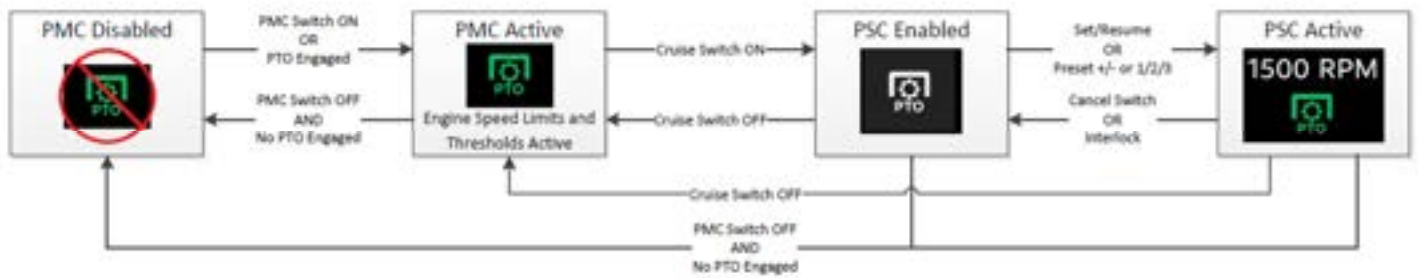 PMC Disabled
PTO
PMC Switch ON
OR
PTO Engaged
PMC Switch OFF
AND
No PTO Engaged
PMC Active
PTO
Engine Speed Limits and
Thresholds Active
Cruise Switch ON
Cruise Switch OFF
PSC Enabled
PTO
Set/Resume
OR
Preset +/- or 1/2/3
Cancel Switch
OR
Interlock
PSC Active
1500 RPM
PTO
Cruise Switch OFF
PMC Switch OFF
AND
No PTO Engaged